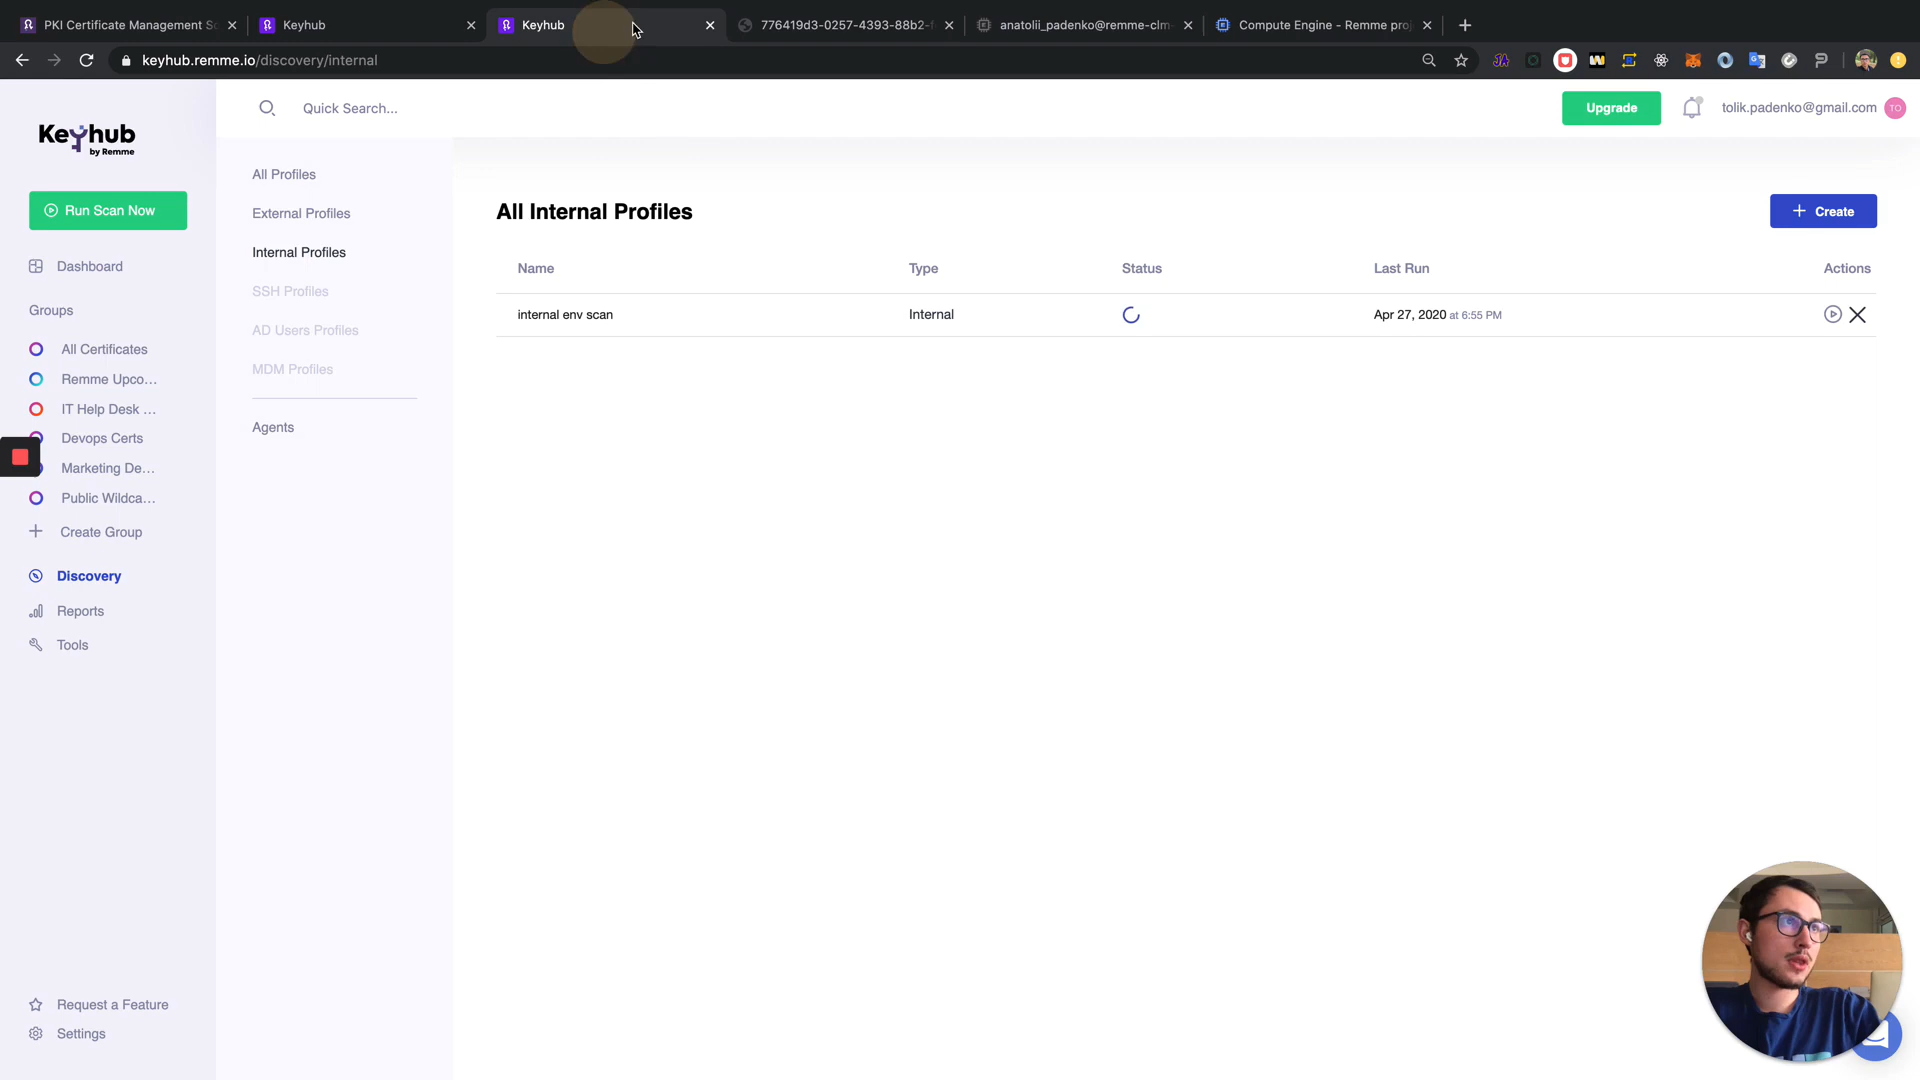 PKI Certificate Management So
Keyhub
Keyhub
776419d3-0257-4393-88b2-f
anatolii_padenko@remme-clm-
Compute Engine - Remme proj
keyhub.remme.io/discovery/internal
Keyhub
by Remme
Quick Search...
Upgrade
tolik.padenko@gmail.com
TO
Run Scan Now
Dashboard
Groups
All Certificates
Remme Upco...
IT Help Desk ...
Devops Certs
Marketing De...
Public Wildca...
Create Group
Discovery
Reports
Tools
Request a Feature
Settings
All Profiles
External Profiles
Internal Profiles
SSH Profiles
AD Users Profiles
MDM Profiles
Agents
All Internal Profiles
Create
Name Type Status Last Run Actions
internal env scan Internal Apr 27, 2020 at 6:55 PM